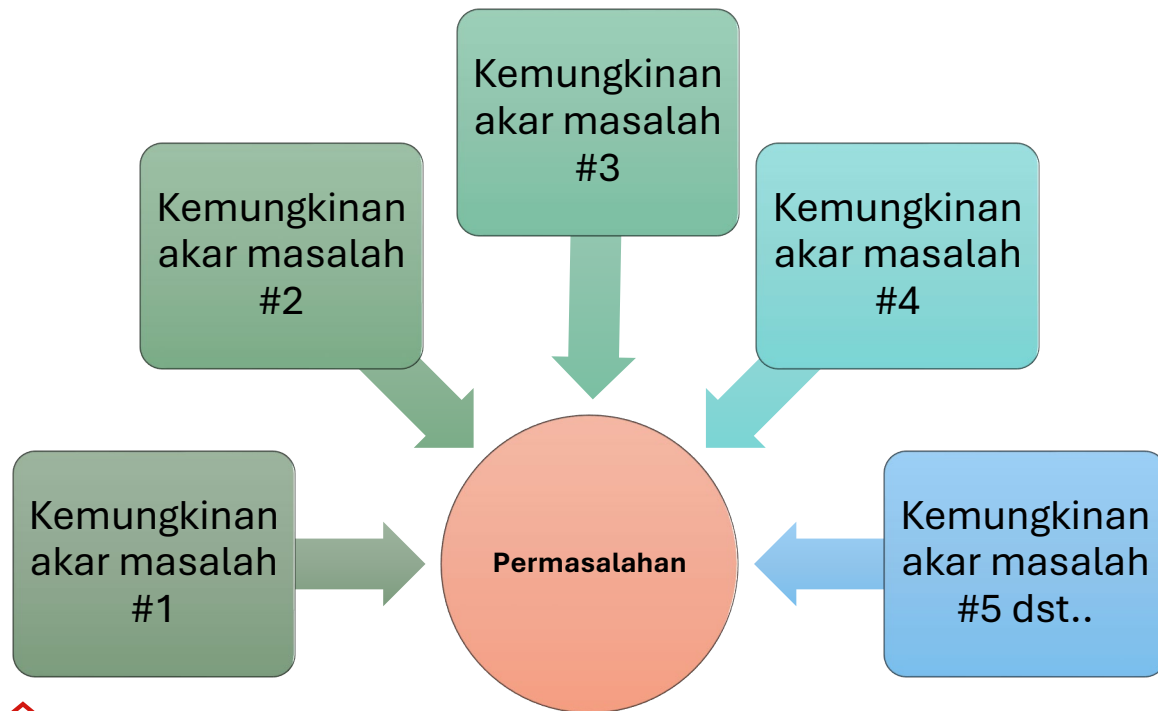 Kemungkinan
akar masalah
#1
Kemungkinan
akar masalah
#2
Kemungkinan
akar masalah
#3
Kemungkinan
akar masalah
#4
Kemungkinan
akar masalah
#5 dst..
Permasalahan